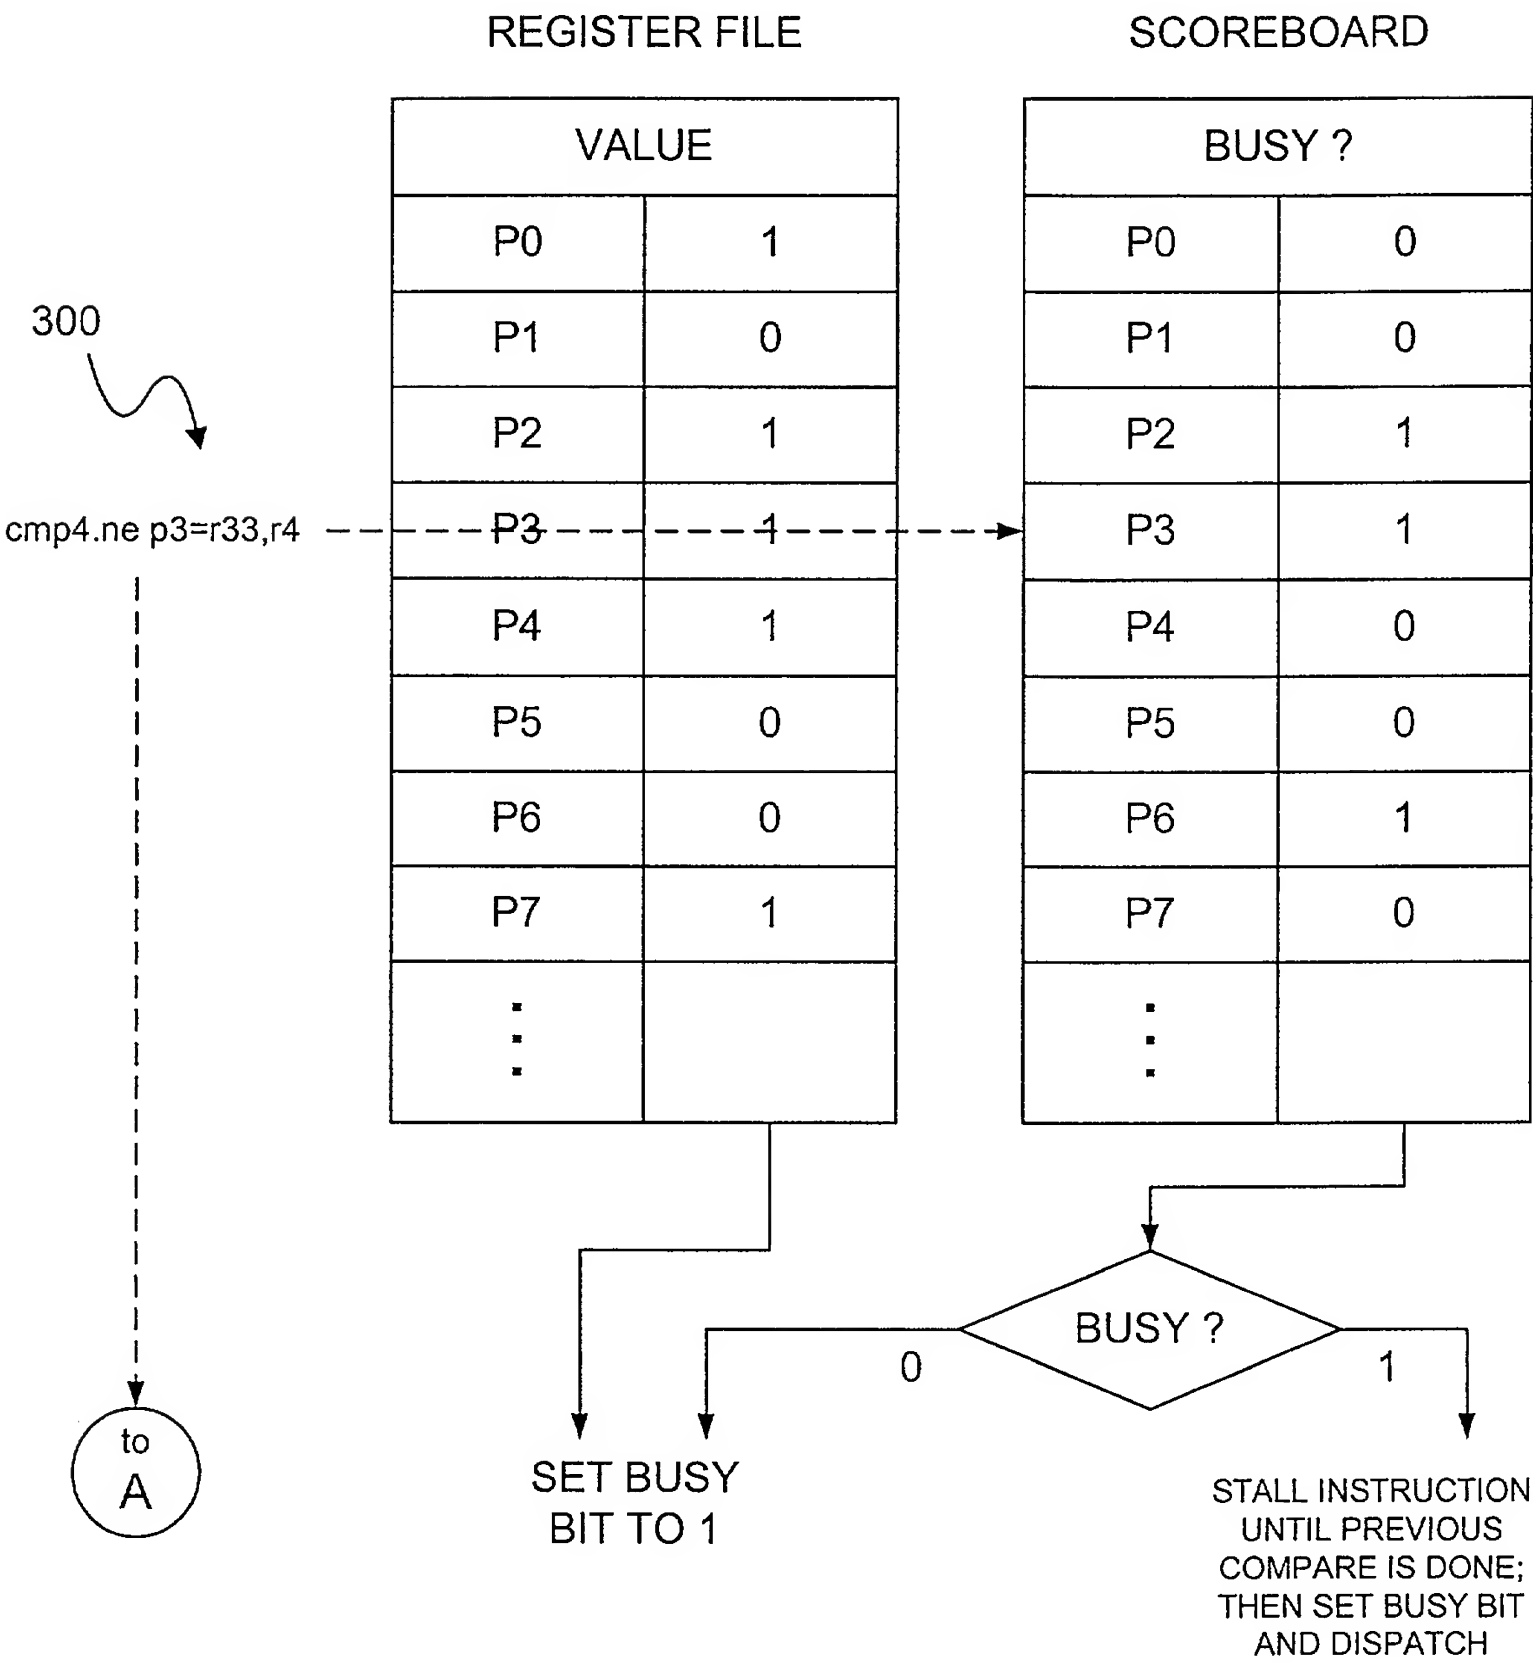 REGISTER FILE SCOREBOARD
VALUE BUSY ?
P0 1 P0 0
300
P1 0 P1 0
P2 1 P2 1
cmp4.ne p3=r33,r4 P3 1 P3 1
P4 1 P4 0
P5 0 P5 0
P6 0 P6 1
P7 1 P7 0
BUSY ?
0 1
to
A
SET BUSY
BIT TO 1
STALL INSTRUCTION
UNTIL PREVIOUS
COMPARE IS DONE;
THEN SET BUSY BIT
AND DISPATCH